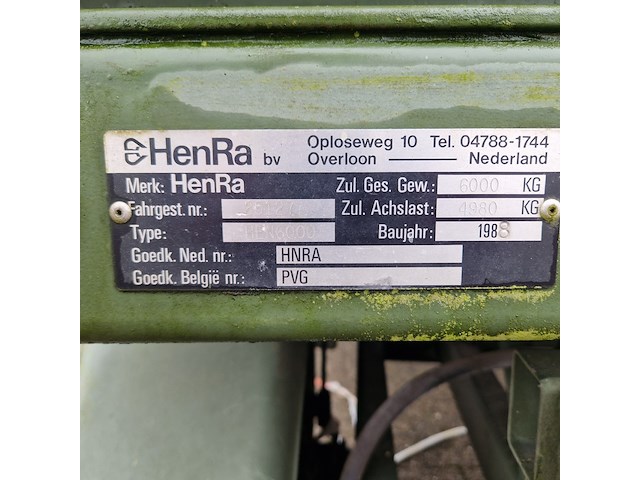 HenRa bv Oploseweg 10 Tel. 04788-1744
Overloon Nederland
Merk: HenRa Zul. Ges. Gew.: 6000 KG
Fahrgest. nr.: Zul. Achslast: 4980 KG
Type: Baujahr: 1988
Goedk. Ned. nr.: HNRA
Goedk. België nr.: PVG